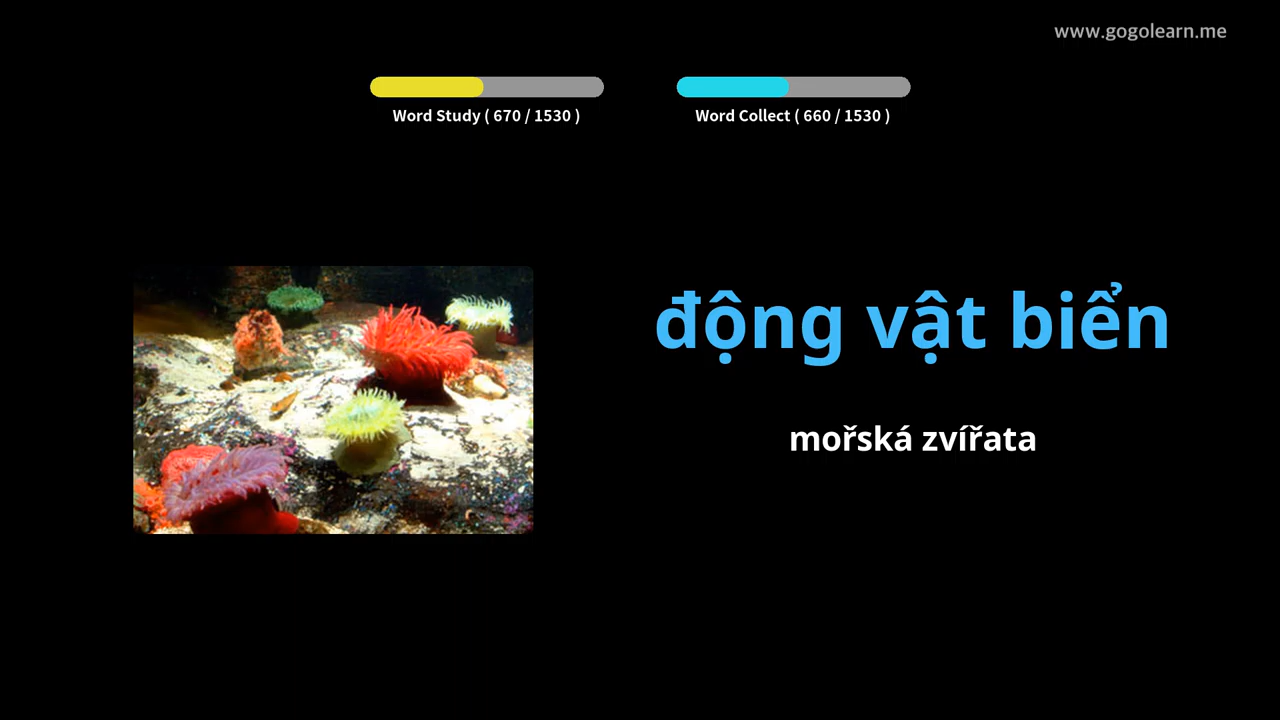 www.gogolearn.me
Word Study ( 670 / 1530 )
Word Collect ( 660 / 1530 )
động vật biển
mořská zvířata